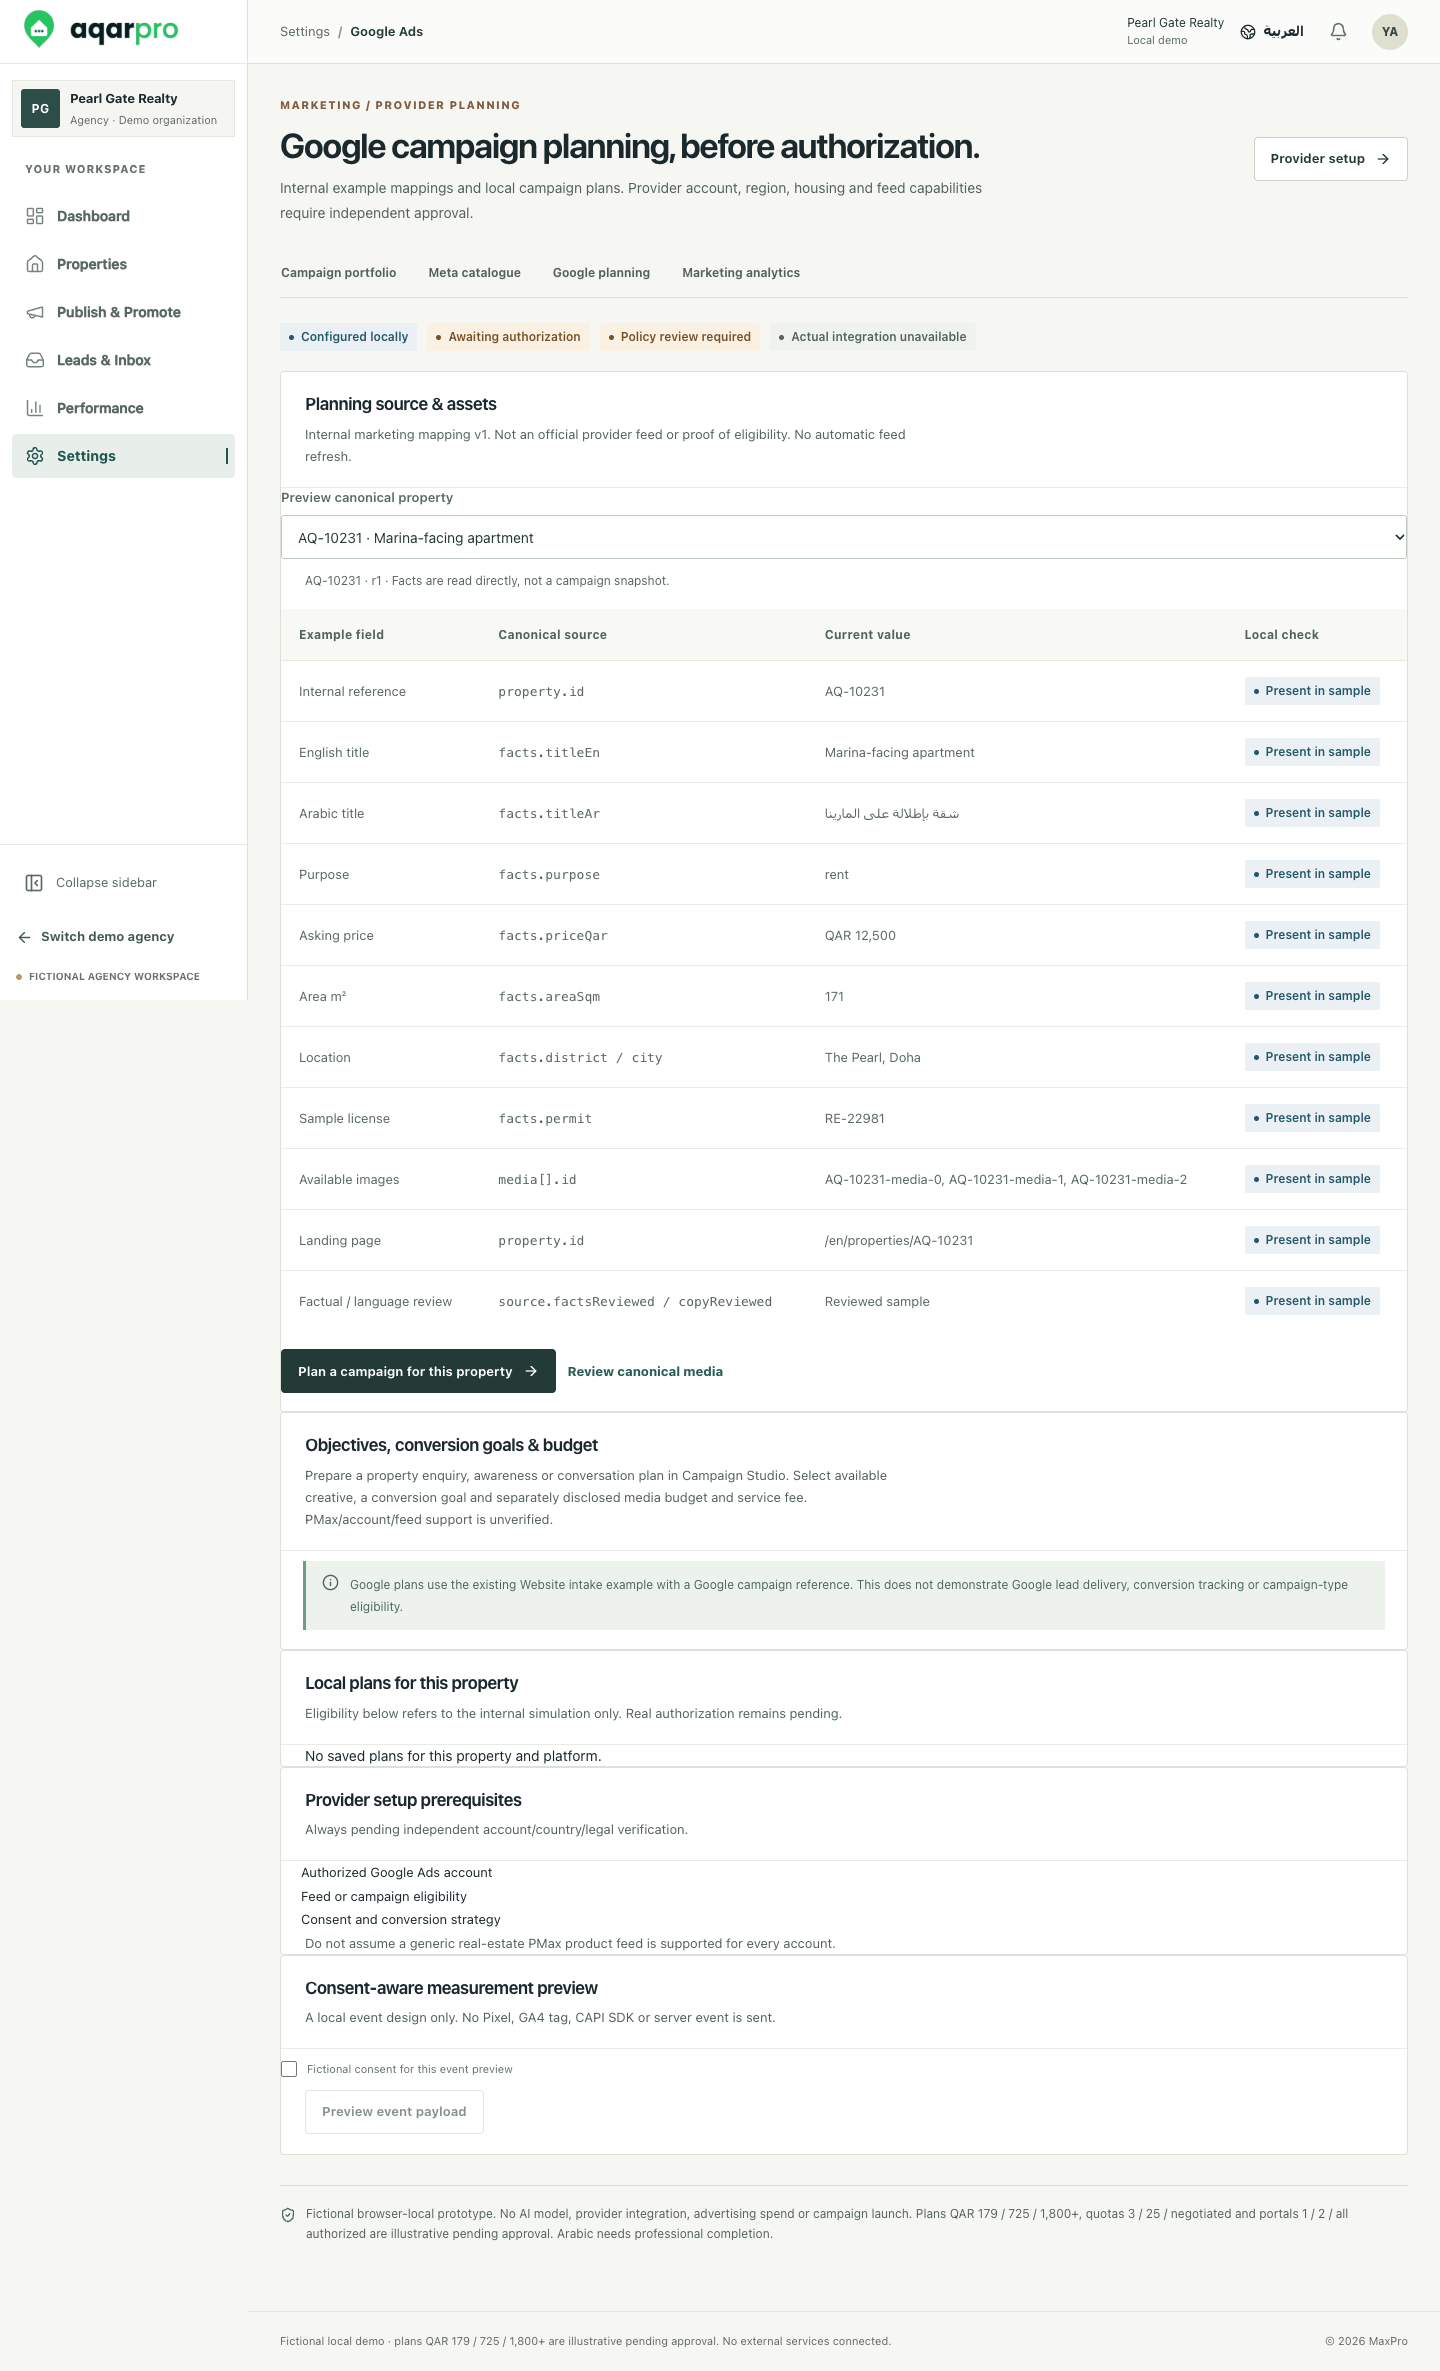 aqarpro
Settings / Google Ads
Pearl Gate Realty
Local demo
العربية
YA
PG
Pearl Gate Realty
Agency · Demo organization
YOUR WORKSPACE
Dashboard
Properties
Publish & Promote
Leads & Inbox
Performance
Settings
Collapse sidebar
Switch demo agency
FICTIONAL AGENCY WORKSPACE
MARKETING / PROVIDER PLANNING
Google campaign planning, before authorization.
Internal example mappings and local campaign plans. Provider account, region, housing and feed capabilities
require independent approval.
Provider setup
Campaign portfolio Meta catalogue Google planning Marketing analytics
Configured locally Awaiting authorization Policy review required Actual integration unavailable
Planning source & assets
Internal marketing mapping v1. Not an official provider feed or proof of eligibility. No automatic feed
refresh.
Preview canonical property
AQ-10231 · Marina-facing apartment
AQ-10231 · r1 · Facts are read directly, not a campaign snapshot.
Example field Canonical source Current value Local check
Internal reference property.id AQ-10231 Present in sample
English title facts.titleEn Marina-facing apartment Present in sample
Arabic title facts.titleAr شقة بإطلالة على المارينا Present in sample
Purpose facts.purpose rent Present in sample
Asking price facts.priceQar QAR 12,500 Present in sample
Area m² facts.areaSqm 171 Present in sample
Location facts.district / city The Pearl, Doha Present in sample
Sample license facts.permit RE-22981 Present in sample
Available images media[].id AQ-10231-media-0, AQ-10231-media-1, AQ-10231-media-2 Present in sample
Landing page property.id /en/properties/AQ-10231 Present in sample
Factual / language review source.factsReviewed / copyReviewed Reviewed sample Present in sample
Plan a campaign for this property Review canonical media
Objectives, conversion goals & budget
Prepare a property enquiry, awareness or conversation plan in Campaign Studio. Select available
creative, a conversion goal and separately disclosed media budget and service fee.
PMax/account/feed support is unverified.
Google plans use the existing Website intake example with a Google campaign reference. This does not demonstrate Google lead delivery, conversion tracking or campaign-type
eligibility.
Local plans for this property
Eligibility below refers to the internal simulation only. Real authorization remains pending.
No saved plans for this property and platform.
Provider setup prerequisites
Always pending independent account/country/legal verification.
Authorized Google Ads account
Feed or campaign eligibility
Consent and conversion strategy
Do not assume a generic real-estate PMax product feed is supported for every account.
Consent-aware measurement preview
A local event design only. No Pixel, GA4 tag, CAPI SDK or server event is sent.
Fictional consent for this event preview
Preview event payload
Fictional browser-local prototype. No AI model, provider integration, advertising spend or campaign launch. Plans QAR 179 / 725 / 1,800+, quotas 3 / 25 / negotiated and portals 1 / 2 / all
authorized are illustrative pending approval. Arabic needs professional completion.
Fictional local demo · plans QAR 179 / 725 / 1,800+ are illustrative pending approval. No external services connected.
© 2026 MaxPro